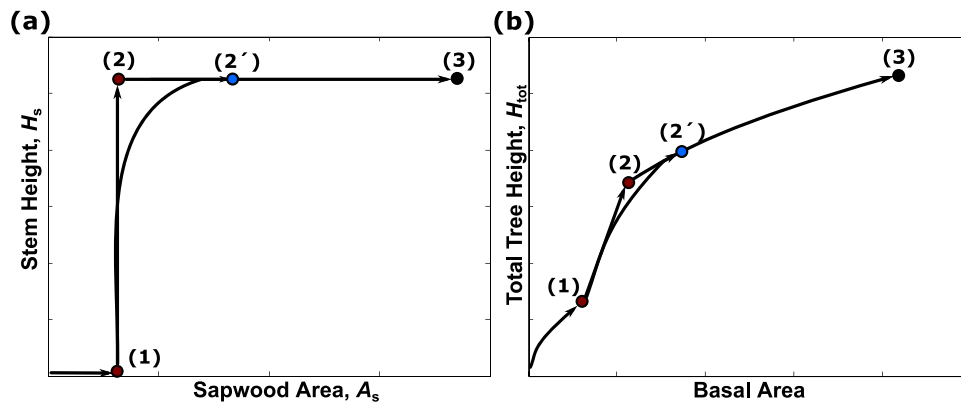 (a)
(2)
(2´)
(3)
(1)
Stem Height, Hs
Sapwood Area, As
(b)
(3)
(2´)
(2)
(1)
Total Tree Height, Htot
Basal Area